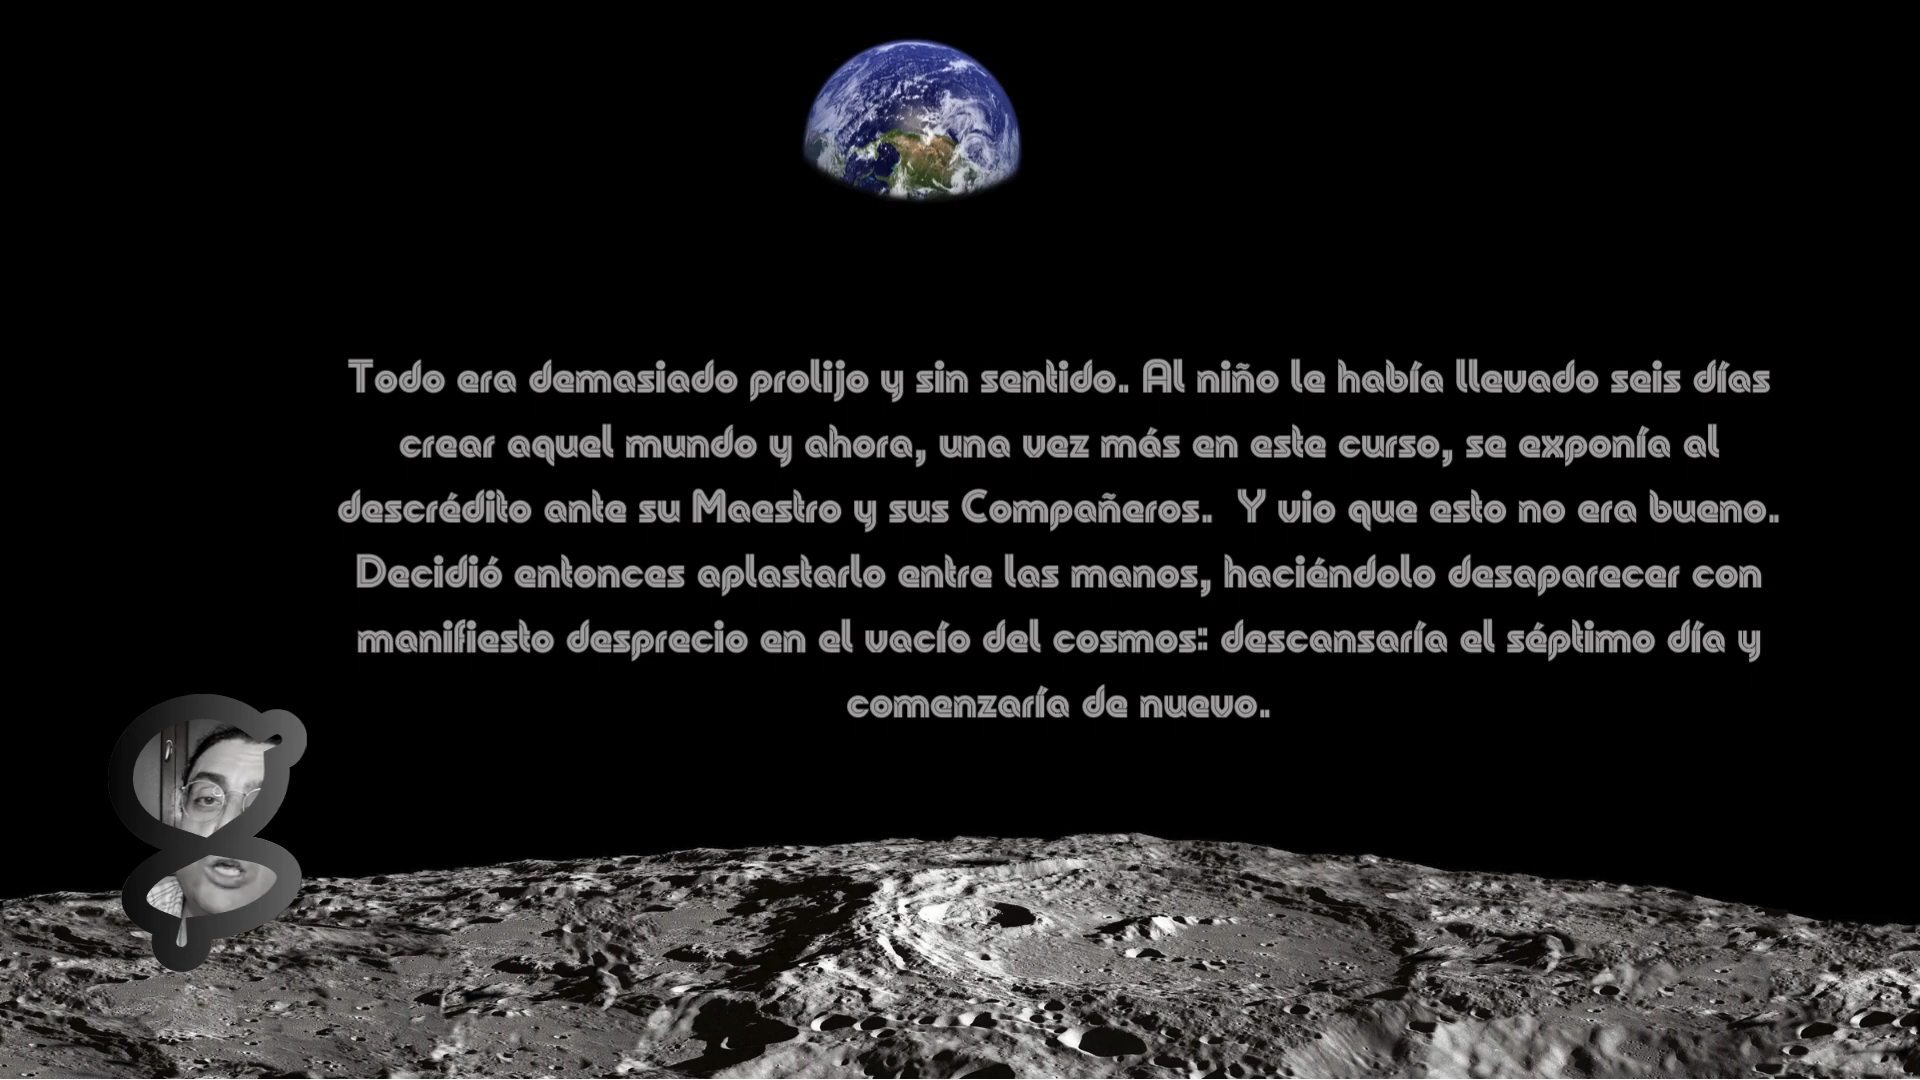 Todo era demasiado prolijo y sin sentido. Al niño le había llevado seis días
crear aquel mundo y ahora, una vez más en este curso, se exponía al
descrédito ante su Maestro y sus Compañeros.  Y vio que esto no era bueno.
Decidió entonces aplastarlo entre las manos, haciéndolo desaparecer con
manifiesto desprecio en el vacío del cosmos: descansaría el séptimo día y
comenzaría de nuevo.
g